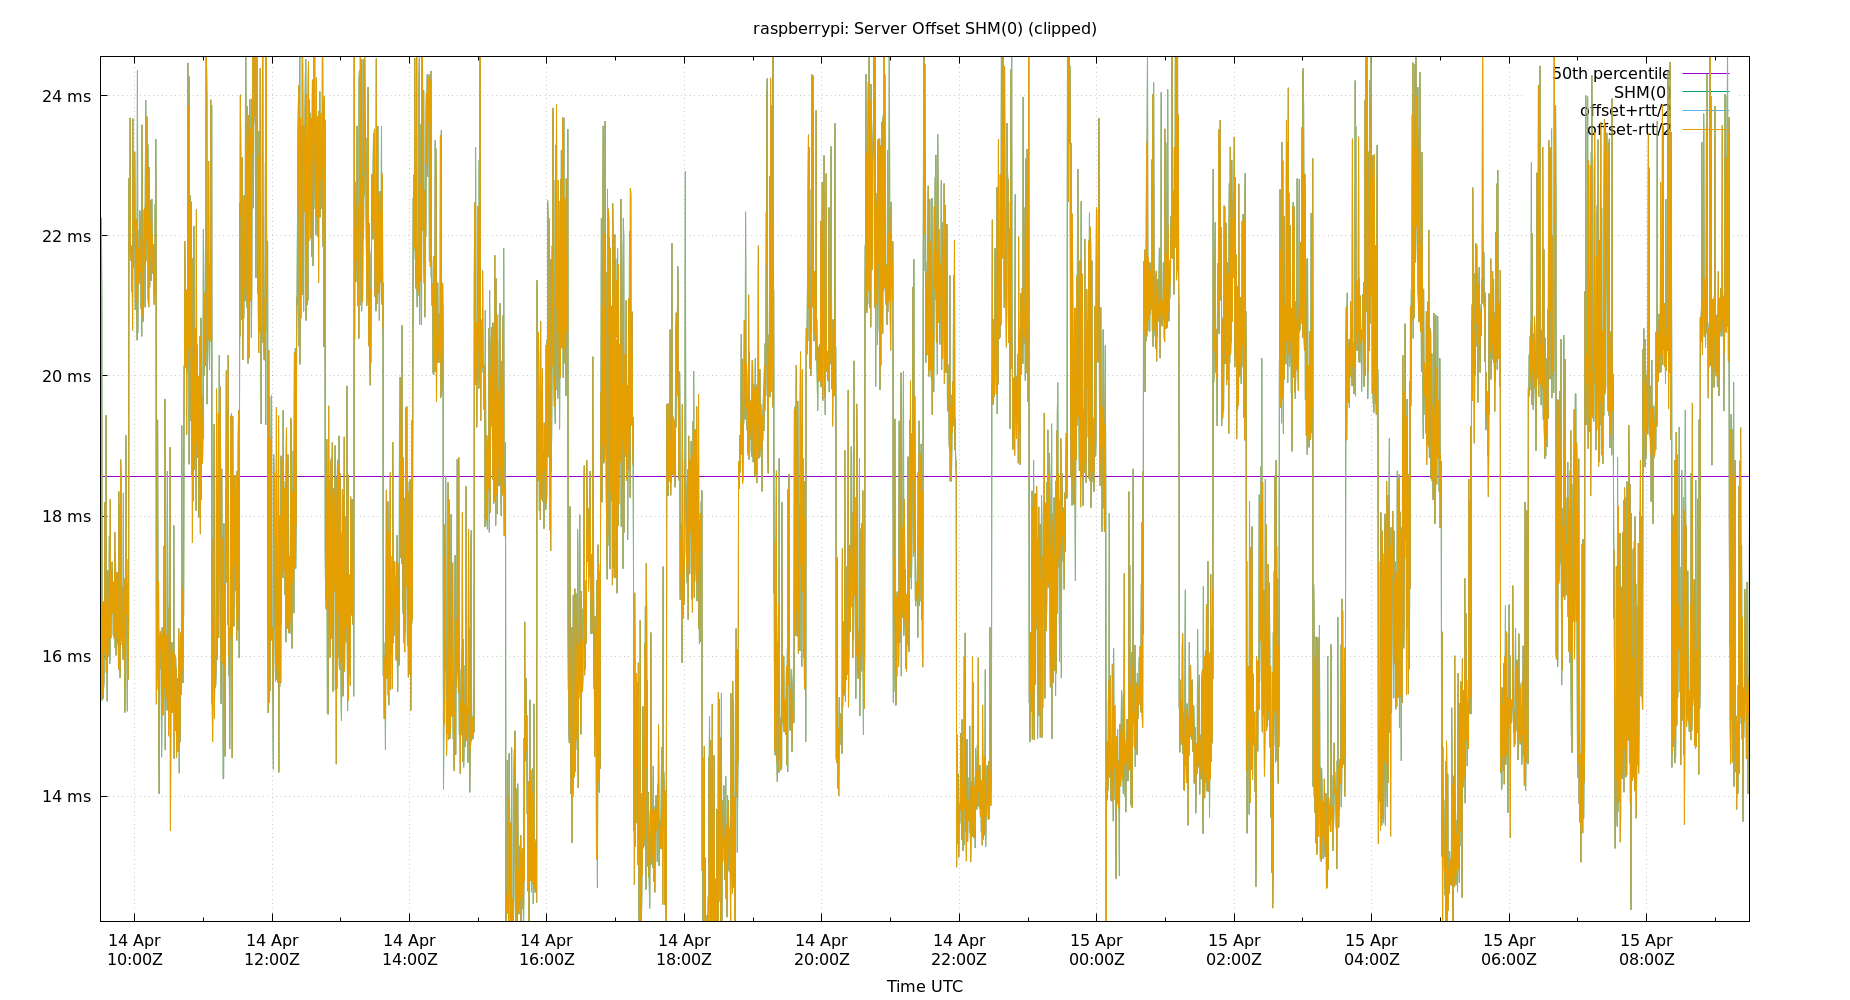 raspberrypi: Server Offset SHM(0) (clipped)
50th percentile
SHM(0)
offset+rtt/2
offset-rtt/2
24 ms
22 ms
20 ms
18 ms
16 ms
14 ms
14 Apr 14 Apr 14 Apr 14 Apr 14 Apr 14 Apr 14 Apr 15 Apr 15 Apr 15 Apr 15 Apr 15 Apr
10:00Z 12:00Z 14:00Z 16:00Z 18:00Z 20:00Z 22:00Z 00:00Z 02:00Z 04:00Z 06:00Z 08:00Z
Time UTC